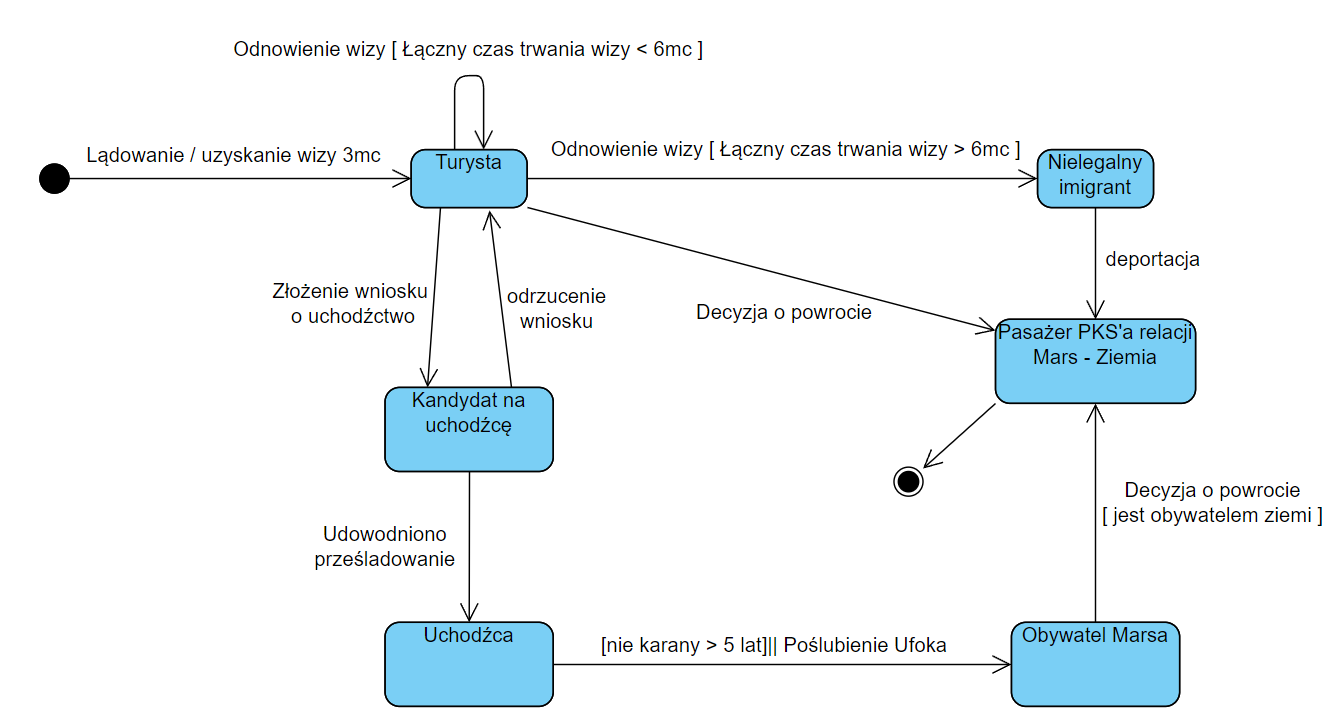 Odnowienie wizy [ Łączny czas trwania wizy < 6mc ]
Lądowanie / uzyskanie wizy 3mc
Turysta
Odnowienie wizy [ Łączny czas trwania wizy > 6mc ]
Nielegalny
imigrant
Złożenie wniosku
o uchodźctwo
odrzucenie
wniosku
Decyzja o powrocie
deportacja
Pasażer PKS'a relacji
Mars - Ziemia
Kandydat na
uchodźcę
Decyzja o powrocie
[ jest obywatelem ziemi ]
Udowodniono
prześladowanie
Uchodźca
[nie karany > 5 lat]|| Poślubienie Ufoka
Obywatel Marsa